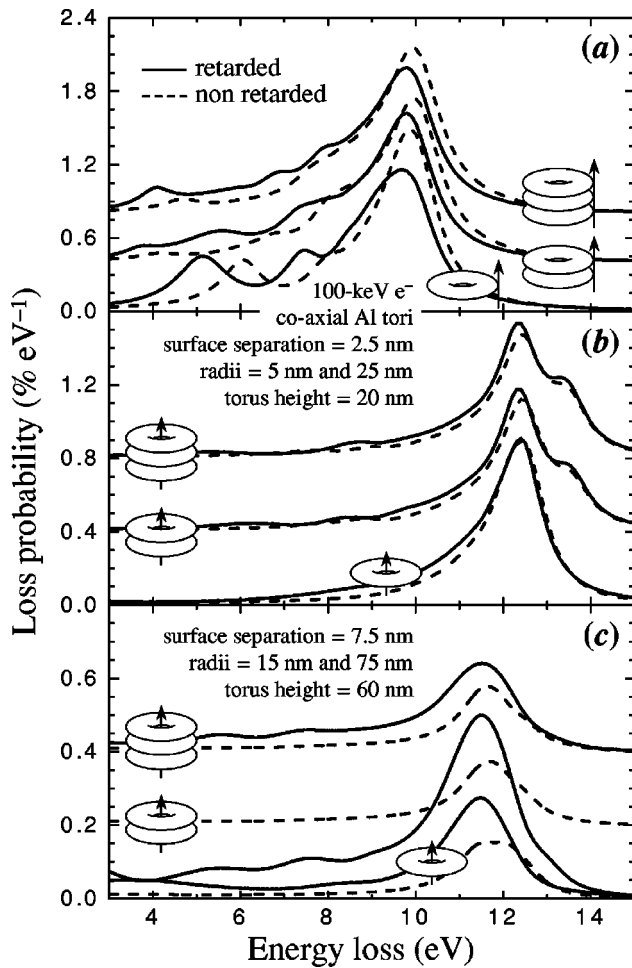 2.4
(a)
retarded
1.8
non retarded
1.2
0.6
100-keV e⁻
0.0
co-axial Al tori
surface separation = 2.5 nm
(b)
radii = 5 nm and 25 nm
1.2
torus height = 20 nm
0.8
0.4
0.0
surface separation = 7.5 nm
(c)
radii = 15 nm and 75 nm
0.6
torus height = 60 nm
0.4
0.2
0.0
4 6 8 10 12 14
Energy loss (eV)
Loss probability (% eV⁻¹)